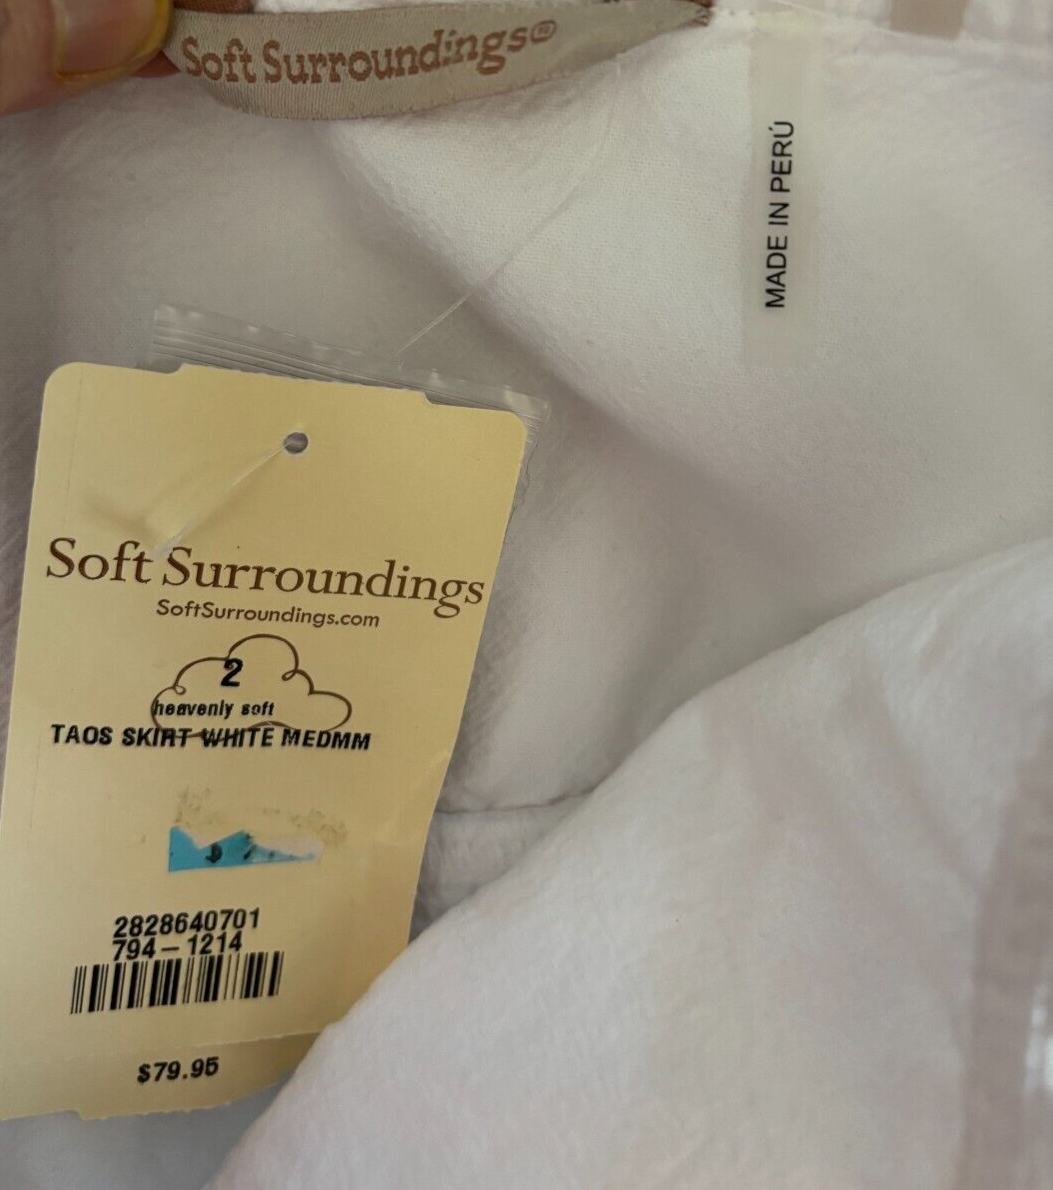 Soft Surroundings®
MADE IN PERÚ
Soft Surroundings
SoftSurroundings.com
2
heavenly soft
TAOS SKIRT WHITE MEDMM
2828640701
794-1214
$79.95